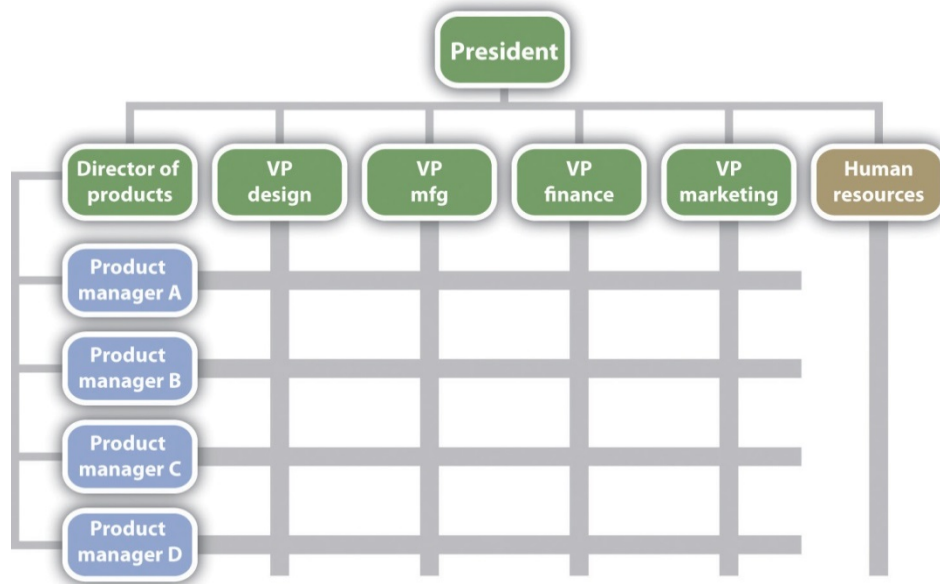 President
Director of
products
VP
design
VP
mfg
VP
finance
VP
marketing
Human
resources
Product
manager A
Product
manager B
Product
manager C
Product
manager D